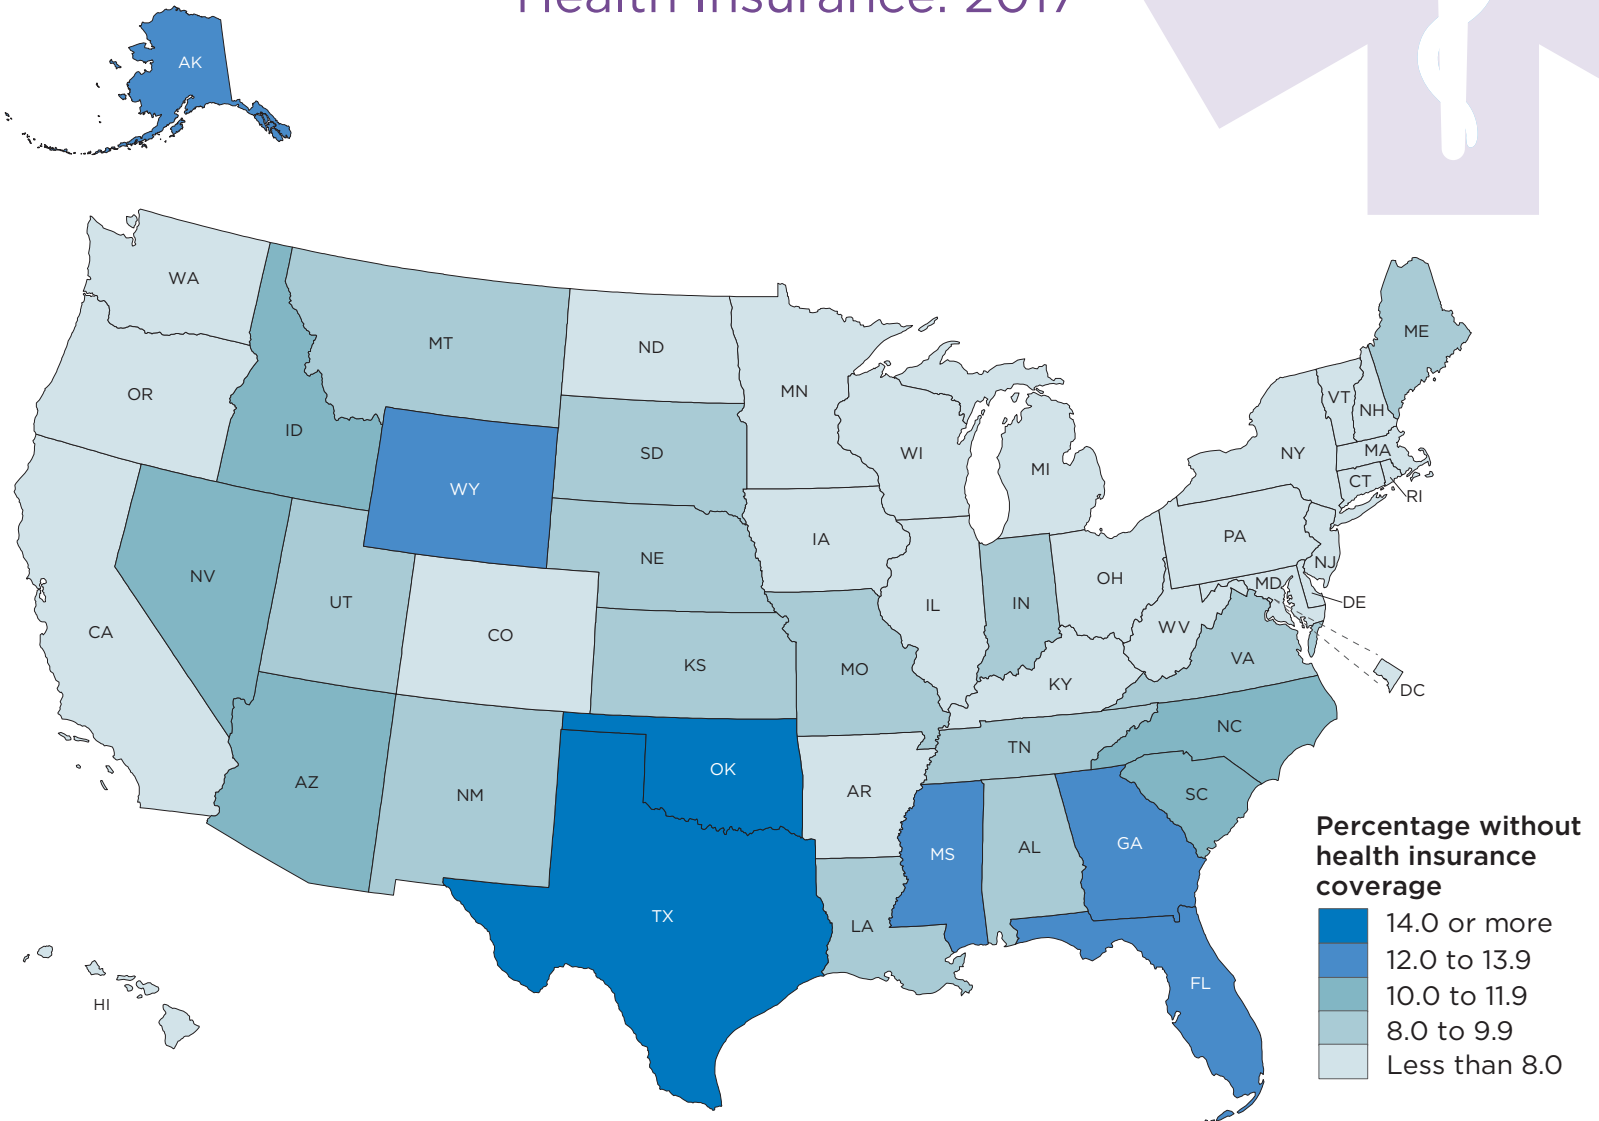 Health Insurance: 2017
AK
WA
MT
ND
ME
OR
ID
MN
VT
NH
SD
WI
MI
NY
MA
WY
CT
RI
NE
IA
PA
NV
UT
IL
IN
OH
NJ
MD
DE
CA
CO
KS
MO
WV
VA
KY
DC
AZ
NM
OK
AR
TN
NC
SC
MS
AL
GA
TX
LA
FL
HI
Percentage without
health insurance
coverage
14.0 or more
12.0 to 13.9
10.0 to 11.9
8.0 to 9.9
Less than 8.0